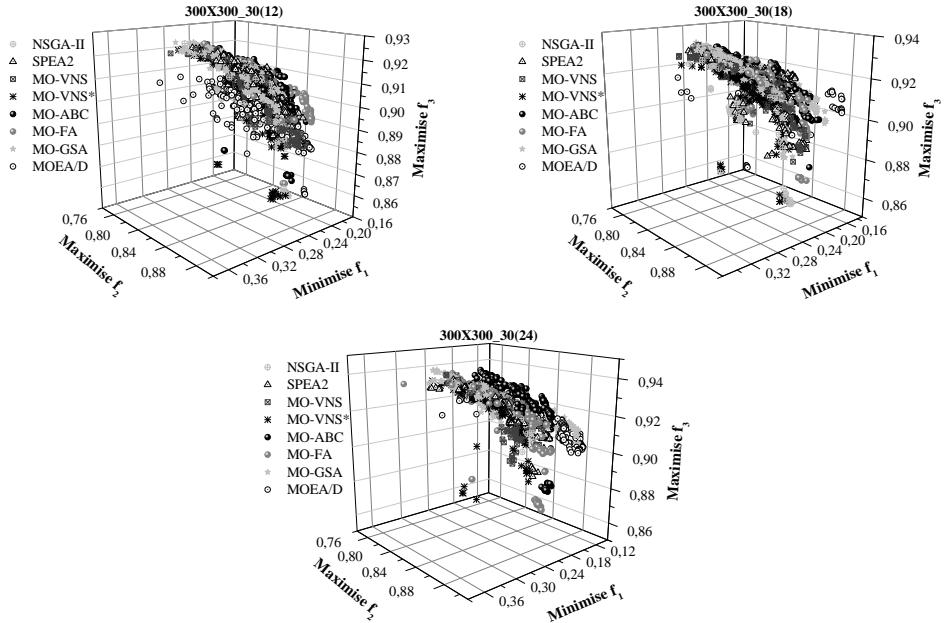 300X300_30(12)
NSGA-II
SPEA2
MO-VNS
MO-VNS*
MO-ABC
MO-FA
MO-GSA
MOEA/D
0,93
0,92
0,91
0,90
0,89
0,88
0,87
0,86
Maximise f3
0,76
0,80
0,84
0,88
Maximise f2
0,36
0,32
0,28
0,24
0,20
0,16
Minimise f1
300X300_30(18)
NSGA-II
SPEA2
MO-VNS
MO-VNS*
MO-ABC
MO-FA
MO-GSA
MOEA/D
0,94
0,92
0,90
0,88
0,86
Maximise f3
0,76
0,80
0,84
0,88
Maximise f2
0,32
0,28
0,24
0,20
0,16
Minimise f1
300X300_30(24)
NSGA-II
SPEA2
MO-VNS
MO-VNS*
MO-ABC
MO-FA
MO-GSA
MOEA/D
0,94
0,92
0,90
0,88
0,86
Maximise f3
0,76
0,80
0,84
0,88
Maximise f2
0,36
0,30
0,24
0,18
0,12
Minimise f1